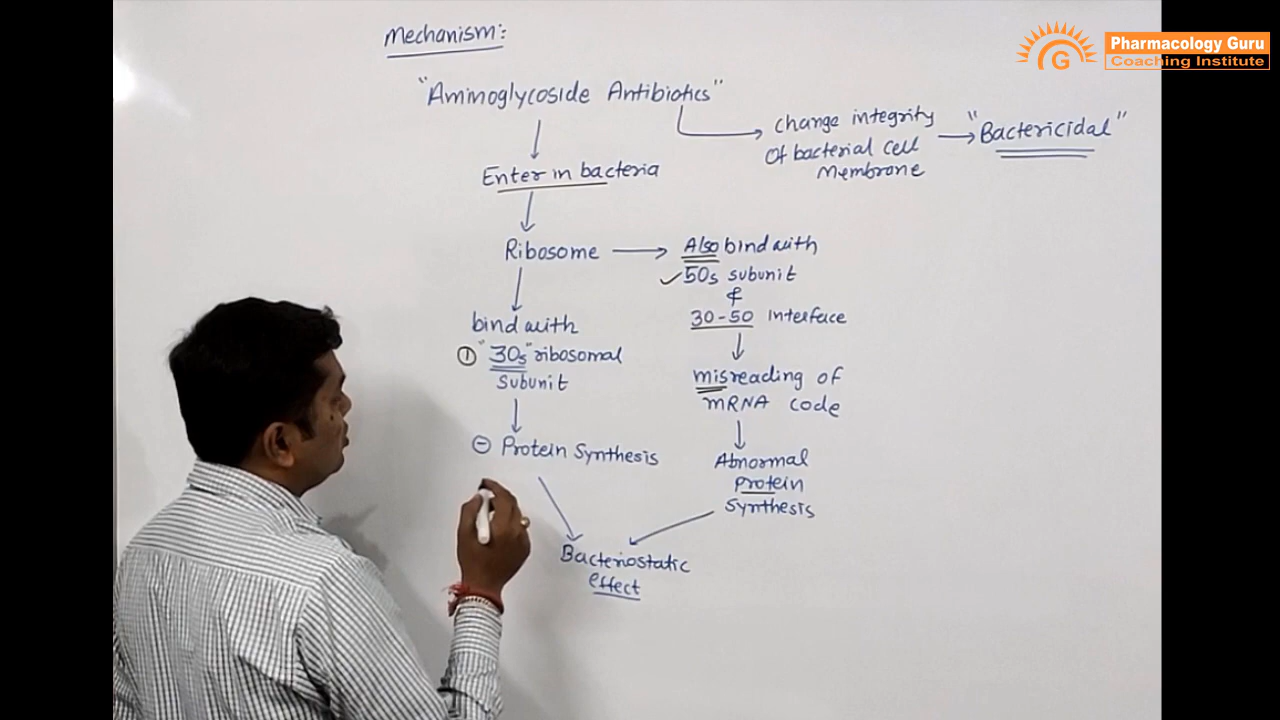 Mechanism:
Pharmacology Guru
Coaching Institute
G
"Aminoglycoside Antibiotics"
change integrity
Of bacterial cell
Membrane
"Bactericidal"
Enter in bacteria
Ribosome
Also bind with
50s subunit
&
30-50 interface
bind with
① "30s" ribosomal
subunit
misreading of
mRNA code
⊖ Protein Synthesis
Abnormal
protein
synthesis
Bacteriostatic
effect